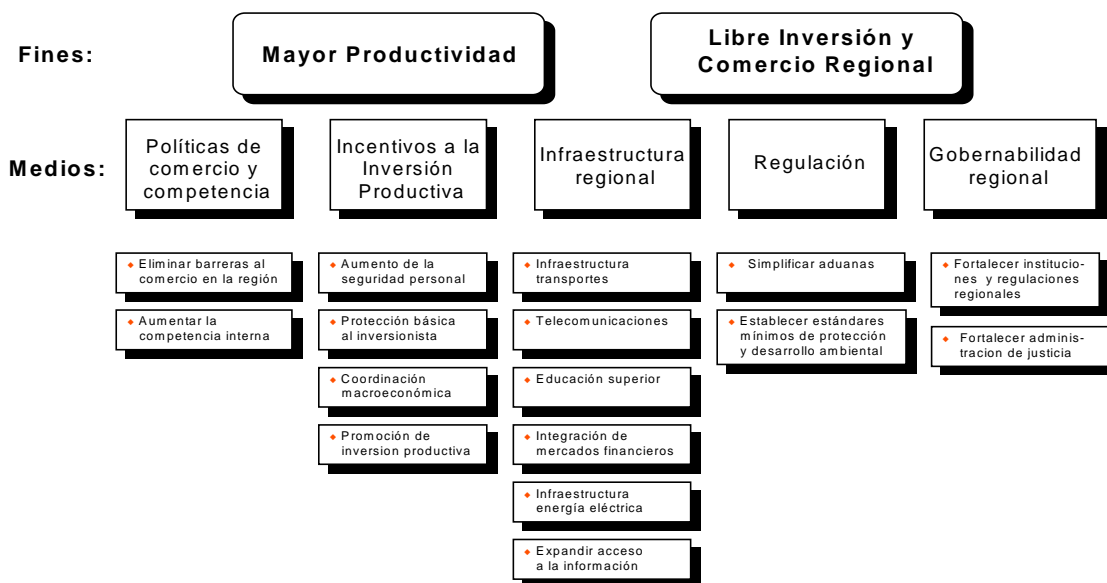 Fines:
Mayor Productividad
Libre Inversión y
Comercio Regional
Medios:
Políticas de
comercio y
competencia
Incentivos a la
Inversión
Productiva
Infraestructura
regional
Regulación
Gobernabilidad
regional
Eliminar barreras al
comercio en la región
Aumentar la
competencia interna
Aumento de la
seguridad personal
Protección básica
al inversionista
Coordinación
macroeconómica
Promoción de
inversion productiva
Infraestructura
transportes
Telecomunicaciones
Educación superior
Integración de
mercados financieros
Infraestructura
energía eléctrica
Expandir acceso
a la información
Simplificar aduanas
Establecer estándares
mínimos de protección
y desarrollo ambiental
Fortalecer institucio-
nes y regulaciones
regionales
Fortalecer adminis-
tracion de justicia